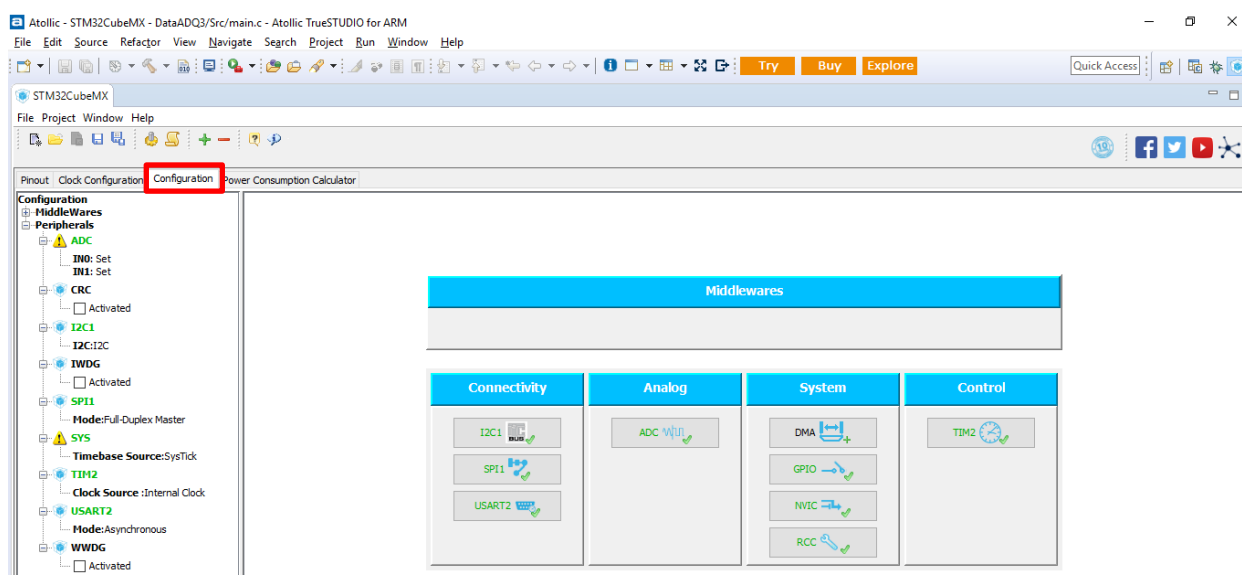 Atollic - STM32CubeMX - DataADQ3/Src/main.c - Atollic TrueSTUDIO for ARM
File Edit Source Refactor View Navigate Search Project Run Window Help
Try Buy Explore Quick Access
STM32CubeMX
File Project Window Help
Pinout Clock Configuration Configuration Power Consumption Calculator
Configuration
MiddleWares
Peripherals
ADC
IN0: Set
IN1: Set
CRC
Activated
I2C1
I2C:I2C
IWDG
Activated
SPI1
Mode:Full-Duplex Master
SYS
Timebase Source:SysTick
TIM2
Clock Source :Internal Clock
USART2
Mode:Asynchronous
WWDG
Activated
Middlewares
Connectivity Analog System Control
I2C1 BUS ADC DMA TIM2
SPI1 GPIO
USART2 NVIC
RCC